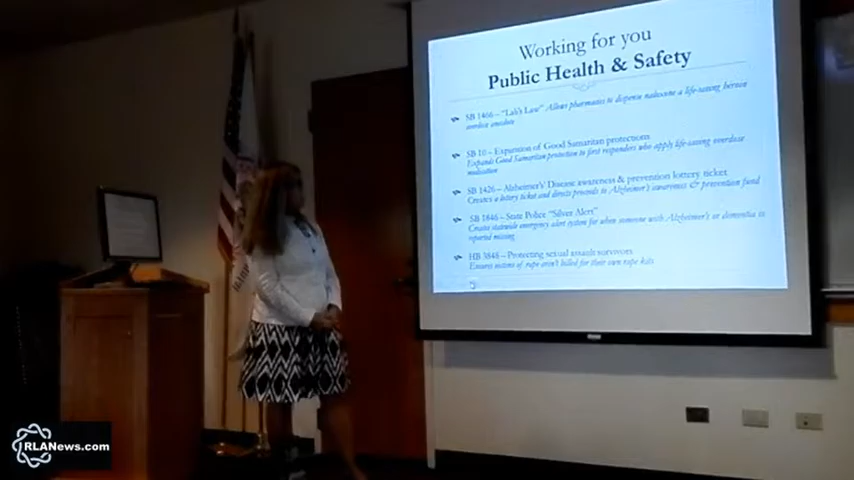 Working for you
Public Health & Safety
SB 1466 – "Lali's Law" Allows pharmacists to dispense naloxone a life-saving heroin
overdose antidote
SB 10 – Expansion of Good Samaritan protections
Expands Good Samaritan protection to first responders who apply life-saving overdose
medication
SB 1426 – Alzheimer's Disease awareness & prevention lottery ticket
Creates a lottery ticket and directs proceeds to Alzheimer's awareness & prevention fund
SB 1846 – State Police "Silver Alert"
Creates statewide emergency alert system for when someone with Alzheimer's or dementia is
reported missing
HB 3848 – Protecting sexual assault survivors
Ensures victims of rape aren't billed for their own rape kits
RLANews.com